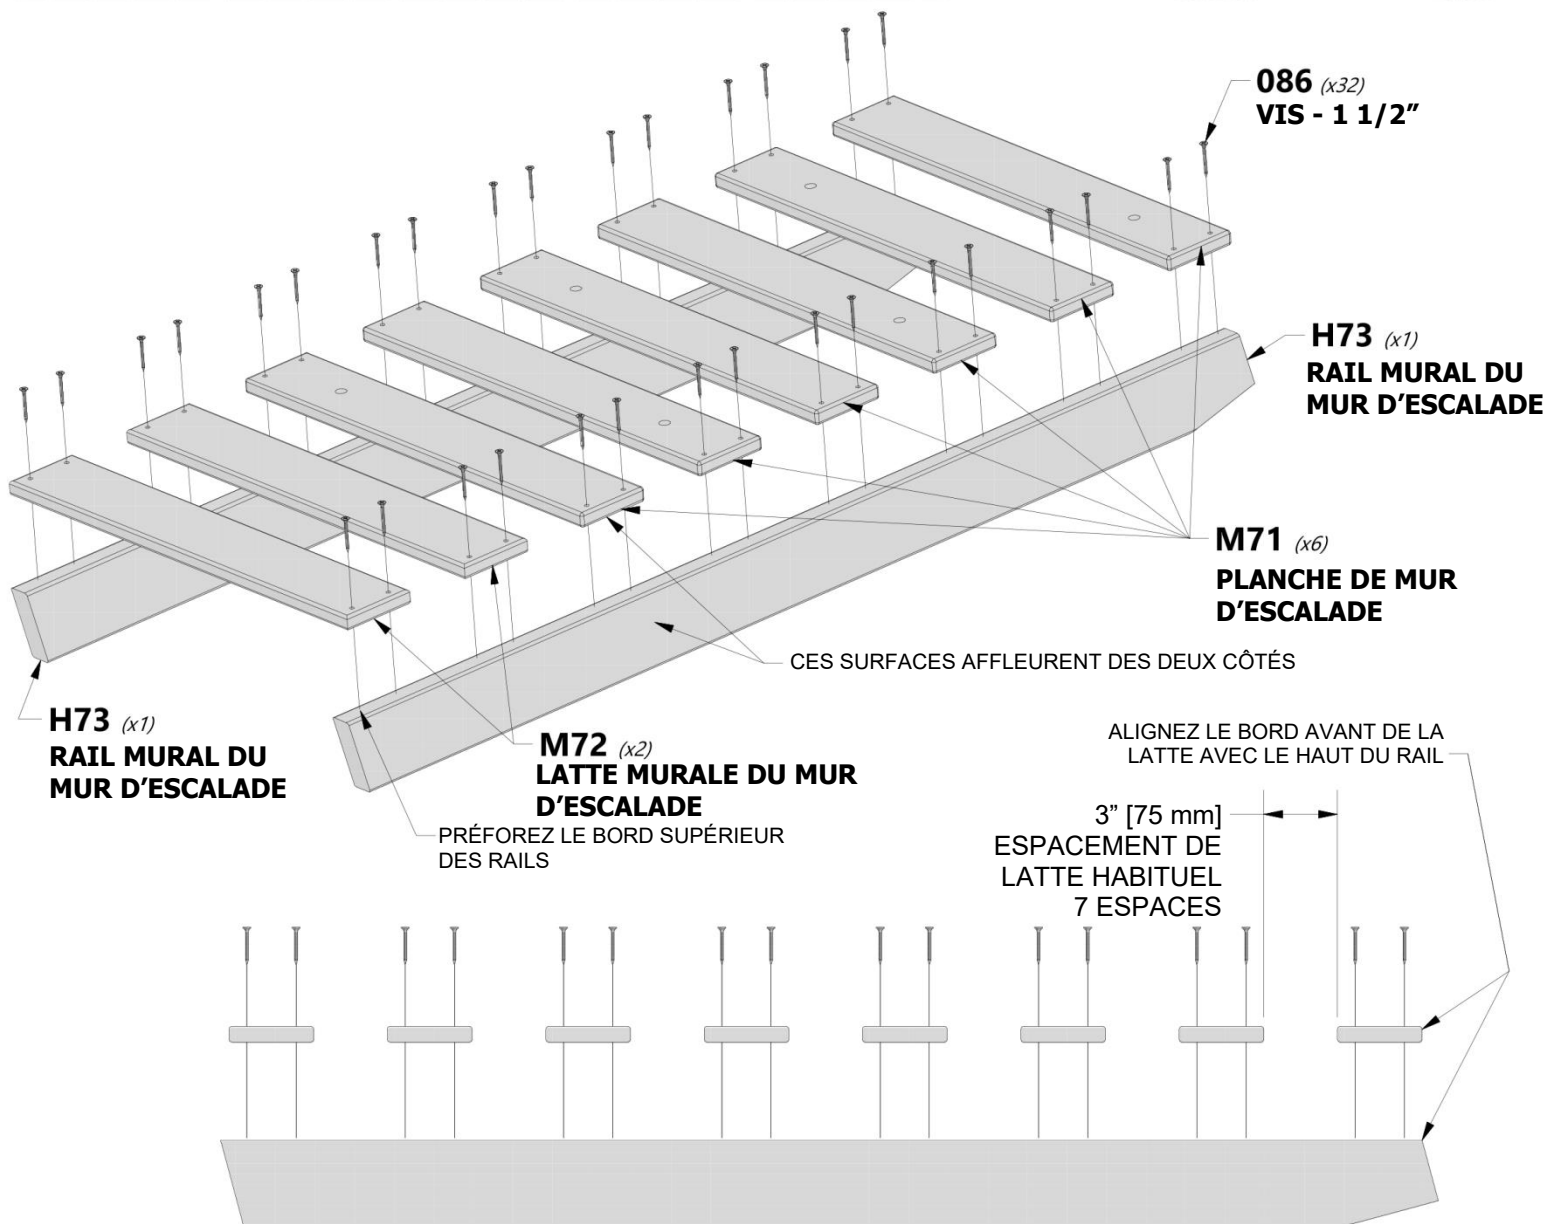 086 (x32)
VIS - 1 1/2”
H73 (x1)
RAIL MURAL DU
MUR D’ESCALADE
M71 (x6)
PLANCHE DE MUR
D’ESCALADE
CES SURFACES AFFLEURENT DES DEUX CÔTÉS
H73 (x1)
RAIL MURAL DU
MUR D’ESCALADE
M72 (x2)
LATTE MURALE DU MUR
D’ESCALADE
PRÉFOREZ LE BORD SUPÉRIEUR
DES RAILS
ALIGNEZ LE BORD AVANT DE LA
LATTE AVEC LE HAUT DU RAIL
3” [75 mm]
ESPACEMENT DE
LATTE HABITUEL
7 ESPACES